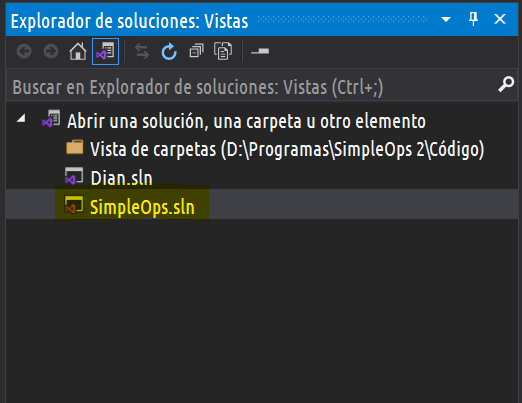 Explorador de soluciones: Vistas
Buscar en Explorador de soluciones: Vistas (Ctrl+;)
Abrir una solución, una carpeta u otro elemento
Vista de carpetas (D:\Programas\SimpleOps 2\Código)
Dian.sln
SimpleOps.sln